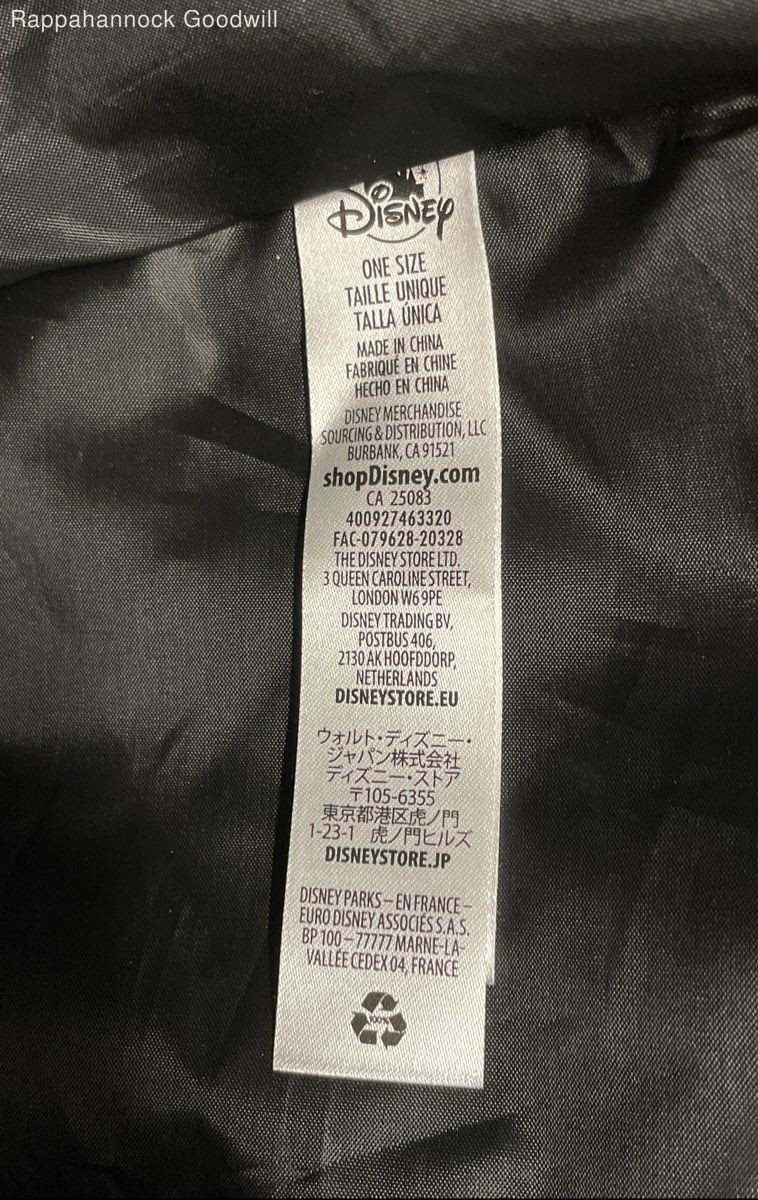 Rappahannock Goodwill
DISNEY
ONE SIZE
TAILLE UNIQUE
TALLA ÚNICA
MADE IN CHINA
FABRIQUÉ EN CHINE
HECHO EN CHINA
DISNEY MERCHANDISE
SOURCING & DISTRIBUTION, LLC
BURBANK, CA 91521
shopDisney.com
CA 25083
400927463320
FAC-079628-20328
THE DISNEY STORE LTD.
3 QUEEN CAROLINE STREET,
LONDON W6 9PE
DISNEY TRADING BV,
POSTBUS 406,
2130 AK HOOFDDORP,
NETHERLANDS
DISNEYSTORE.EU
ウォルト・ディズニー・
ジャパン株式会社
ディズニー・ストア
〒105-6355
東京都港区虎ノ門
1-23-1 虎ノ門ヒルズ
DISNEYSTORE.JP
DISNEY PARKS – EN FRANCE –
EURO DISNEY ASSOCIÉS S.A.S.
BP 100 – 77777 MARNE-LA-
VALLÉE CEDEX 04, FRANCE
100%